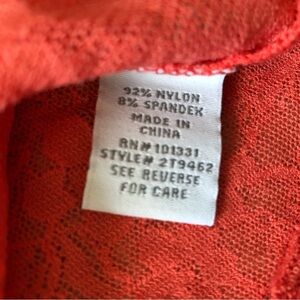 92% NYLON
8% SPANDEX
MADE IN
CHINA
RN# 101331
STYLE# 2T9462
SEE REVERSE
FOR CARE